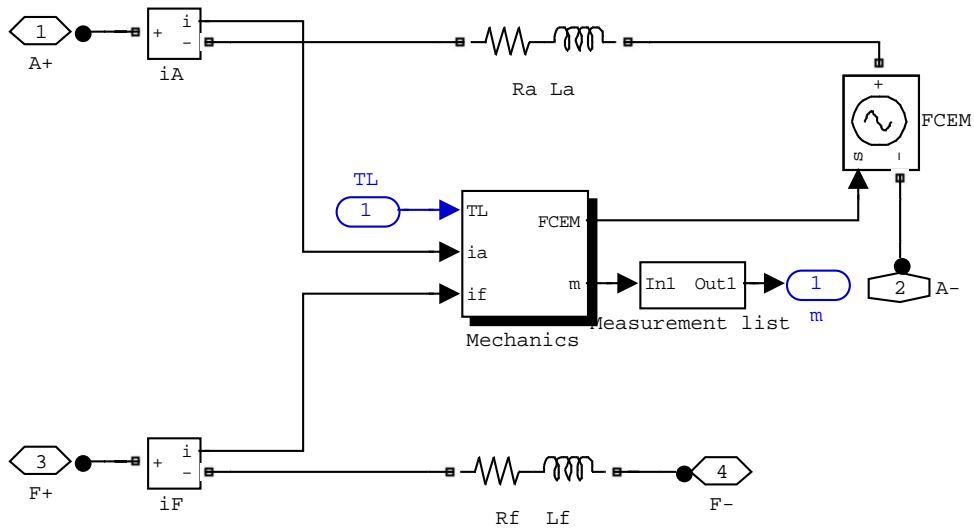 1
A+
+
i
-
iA
Ra La
+
s
-
FCEM
TL
1
TL
ia
if
FCEM
m
Mechanics
In1 Out1
Measurement list
1
m
2
A-
3
F+
+
i
-
iF
Rf Lf
4
F-